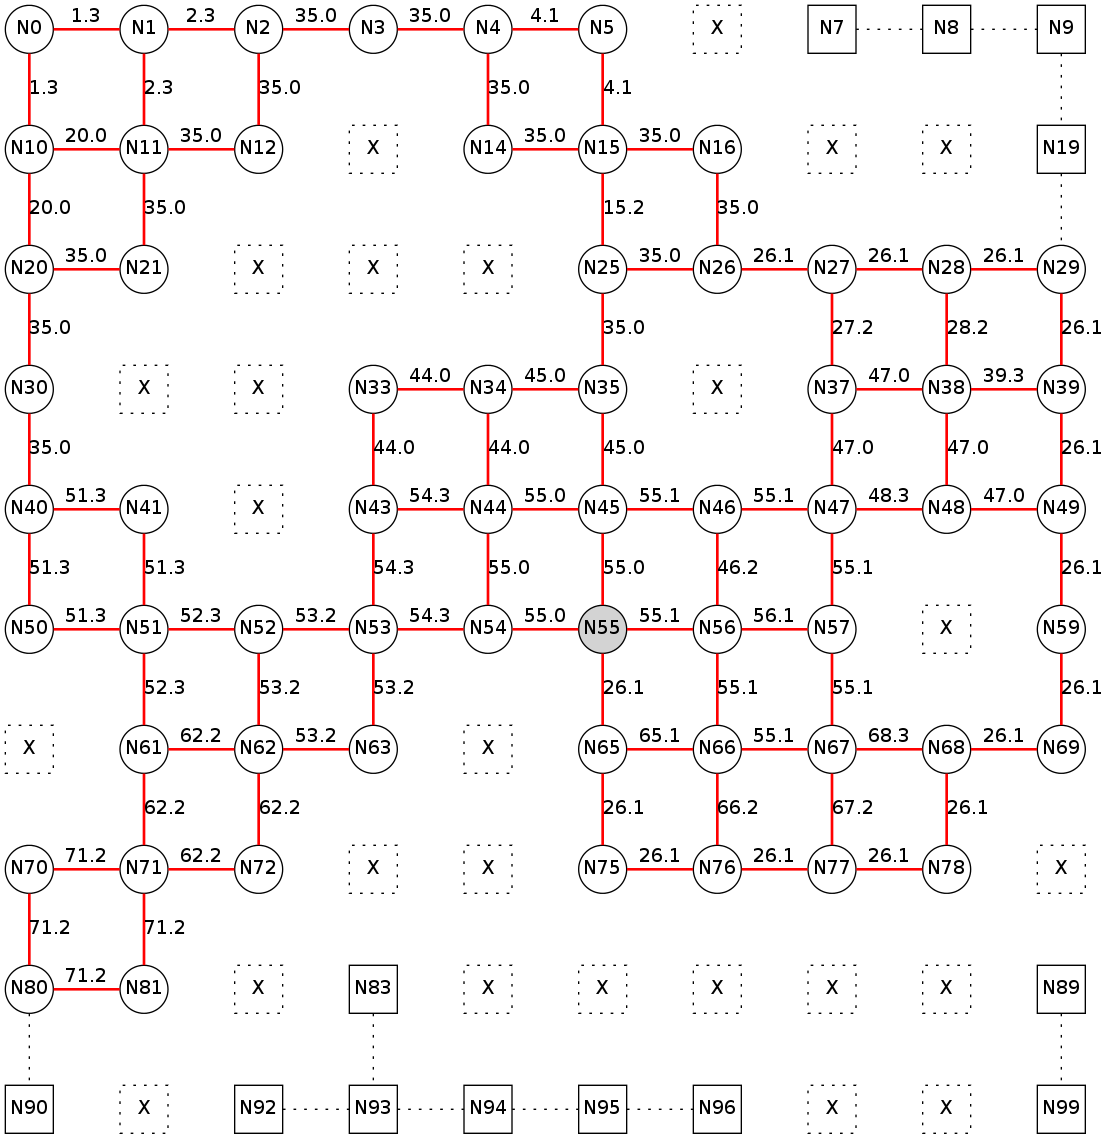 N0 1.3 N1 2.3 N2 35.0 N3 35.0 N4 4.1 N5 X N7 N8 N9
1.3 2.3 35.0 35.0 4.1
N10 20.0 N11 35.0 N12 X N14 35.0 N15 35.0 N16 X X N19
20.0 35.0 15.2 35.0
N20 35.0 N21 X X X N25 35.0 N26 26.1 N27 26.1 N28 26.1 N29
35.0 35.0 27.2 28.2 26.1
N30 X X N33 44.0 N34 45.0 N35 X N37 47.0 N38 39.3 N39
35.0 44.0 44.0 45.0 47.0 47.0 26.1
N40 51.3 N41 X N43 54.3 N44 55.0 N45 55.1 N46 55.1 N47 48.3 N48 47.0 N49
51.3 51.3 54.3 55.0 55.0 46.2 55.1 26.1
N50 51.3 N51 52.3 N52 53.2 N53 54.3 N54 55.0 N55 55.1 N56 56.1 N57 X N59
52.3 53.2 53.2 26.1 55.1 55.1 26.1
X N61 62.2 N62 53.2 N63 X N65 65.1 N66 55.1 N67 68.3 N68 26.1 N69
62.2 62.2 26.1 66.2 67.2 26.1
N70 71.2 N71 62.2 N72 X X N75 26.1 N76 26.1 N77 26.1 N78 X
71.2 71.2
N80 71.2 N81 X N83 X X X X X N89
N90 X N92 N93 N94 N95 N96 X X N99